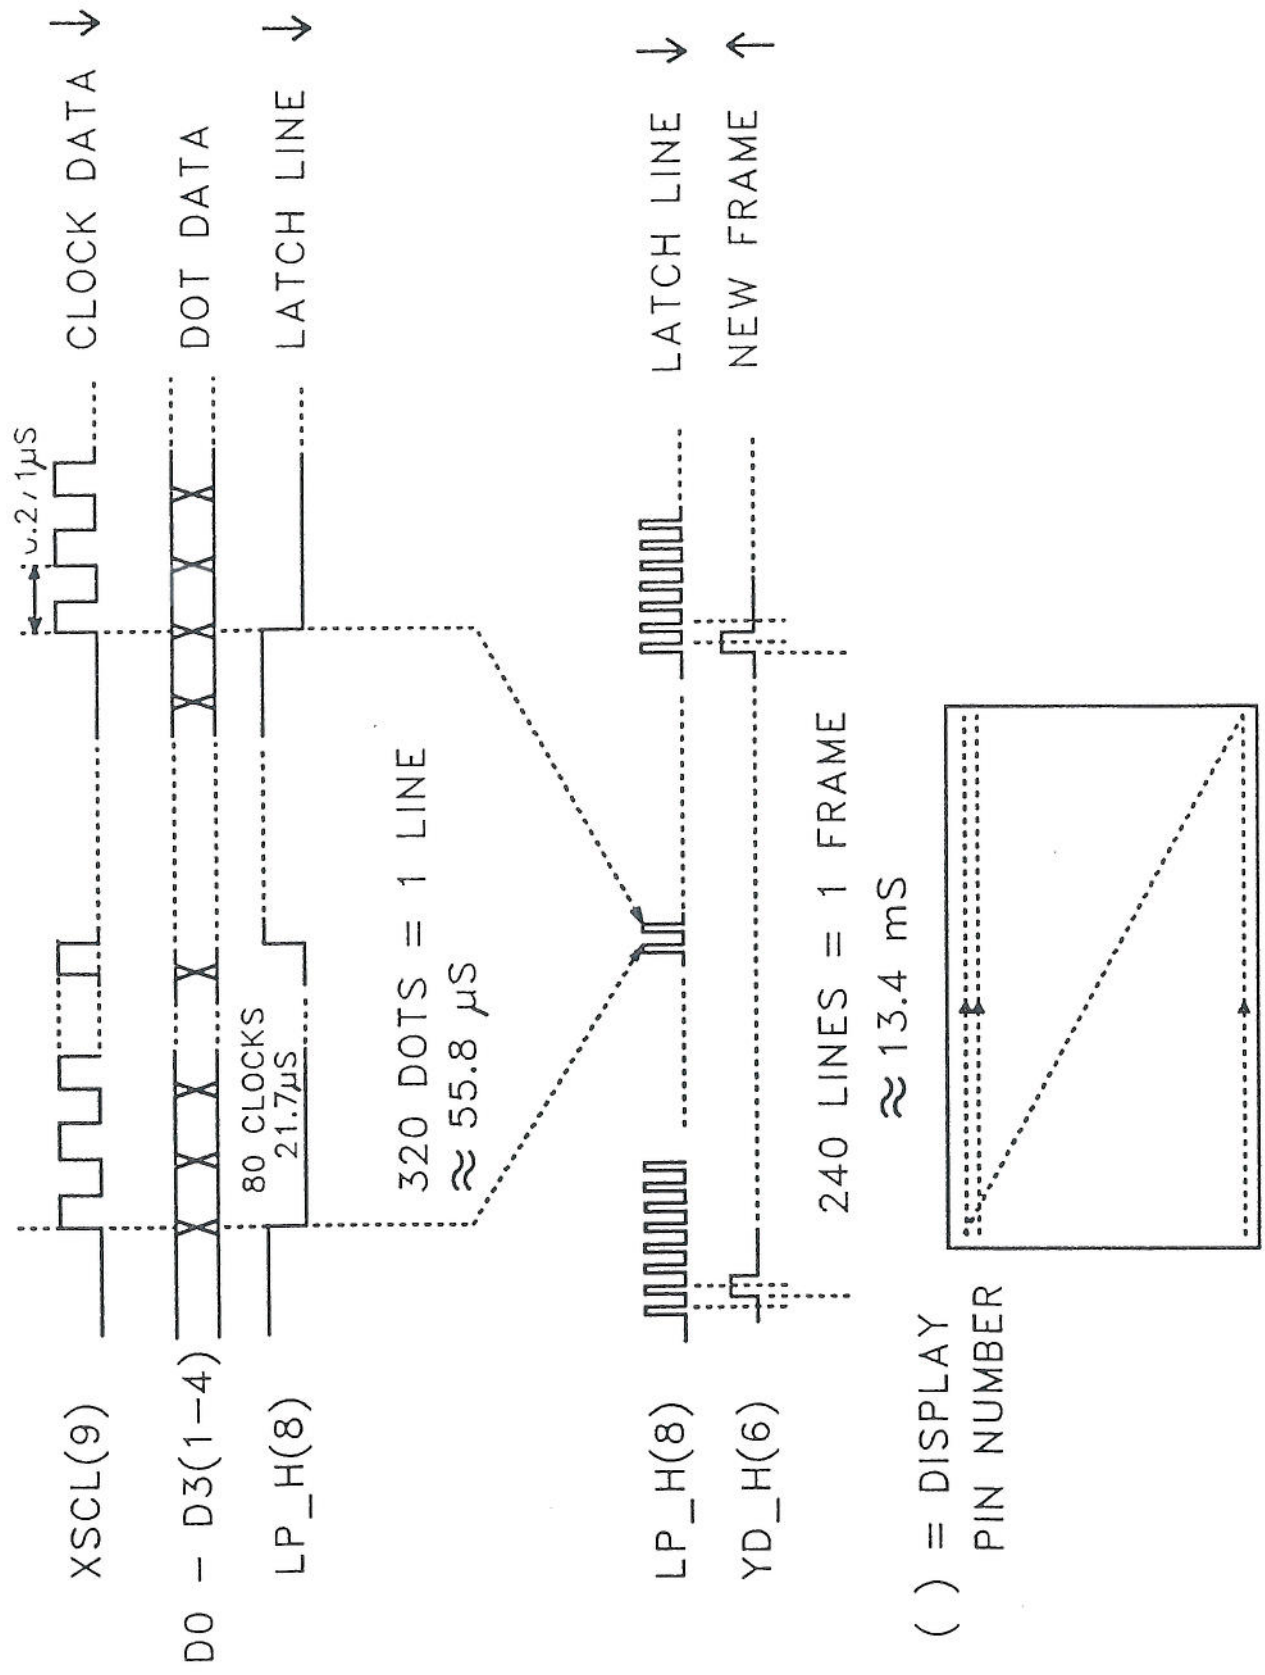 0.271µS
XSCL(9)
CLOCK DATA ↓
D0 - D3(1-4)
DOT DATA
LP_H(8)
80 CLOCKS
21.7µS
LATCH LINE ↓
320 DOTS = 1 LINE
≈ 55.8 µS
LP_H(8)
LATCH LINE ↓
YD_H(6)
NEW FRAME ↑
240 LINES = 1 FRAME
≈ 13.4 mS
( ) = DISPLAY
PIN NUMBER